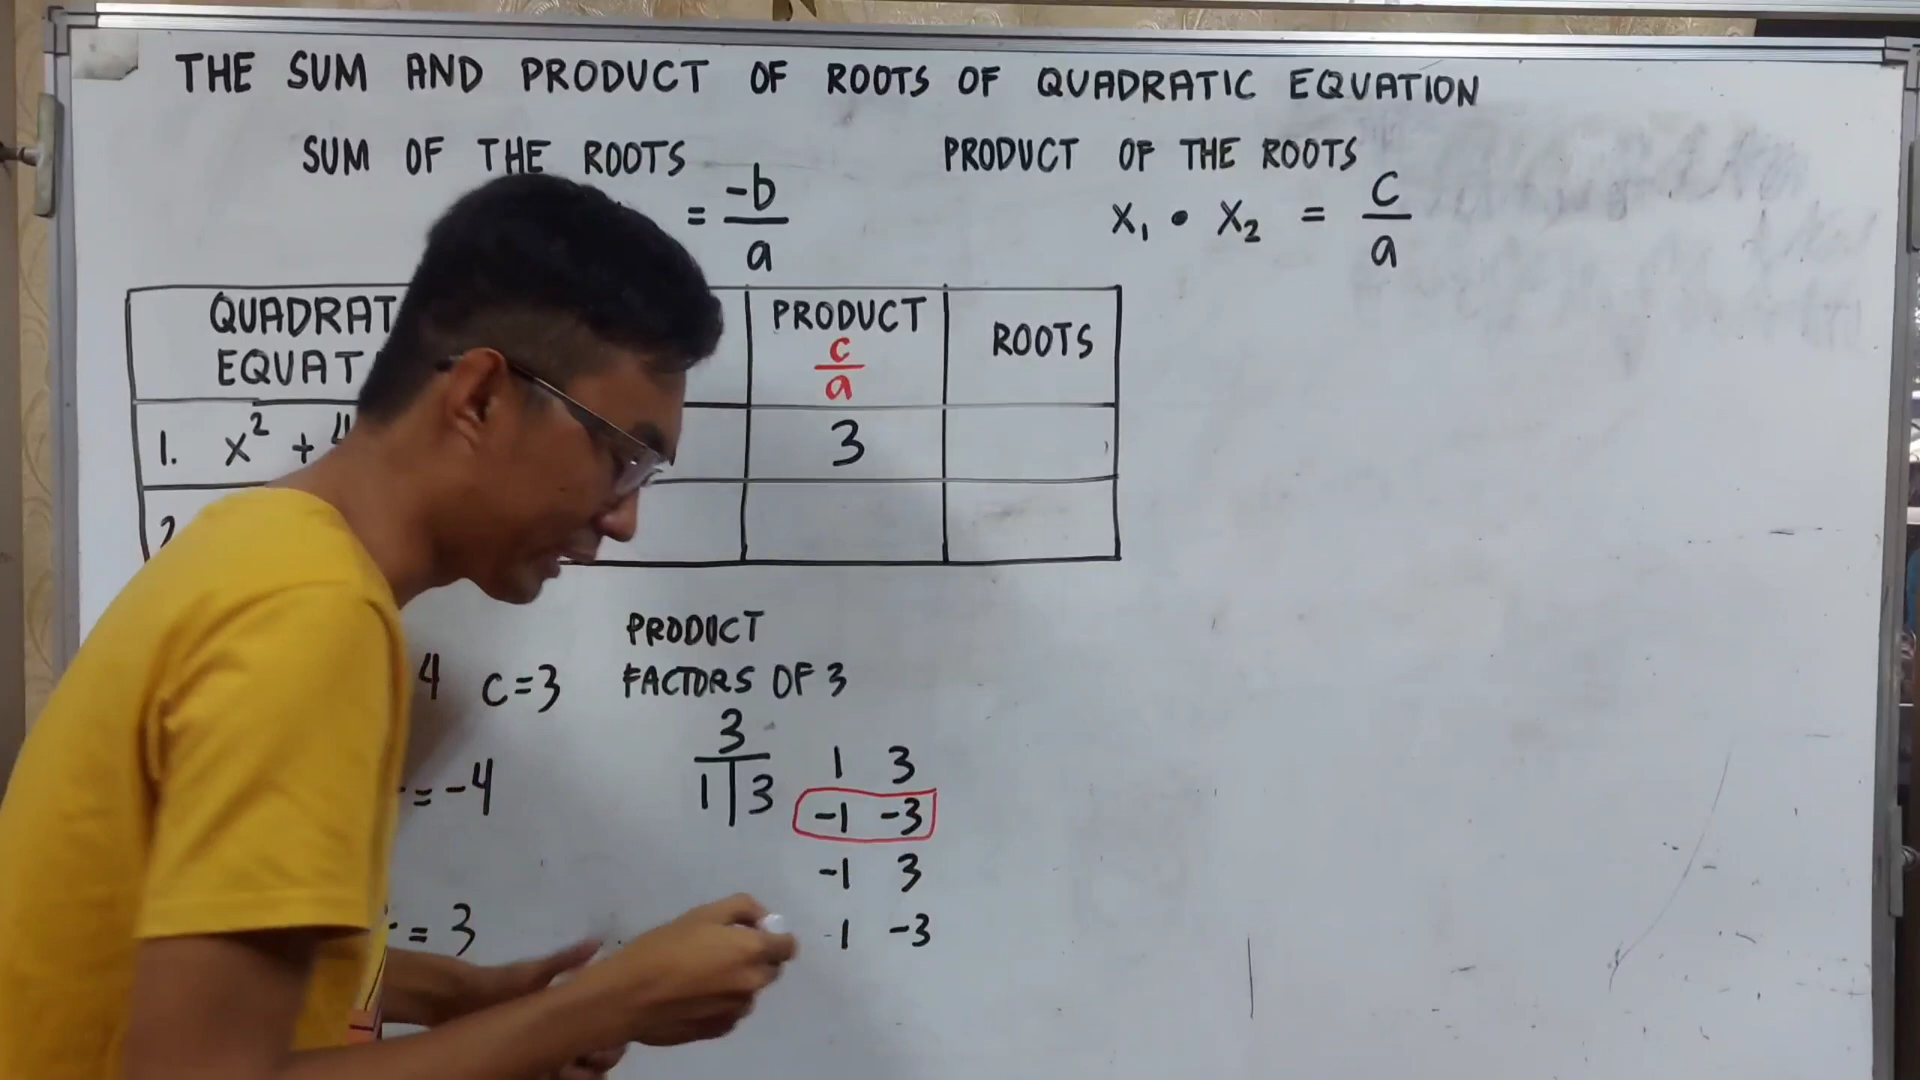 THE SUM AND PRODUCT OF ROOTS OF QUADRATIC EQUATION
SUM OF THE ROOTS
= -b/a
PRODUCT OF THE ROOTS
x₁ • x₂ = c/a
QUADRAT
EQUAT
PRODUCT
c/a
ROOTS
1. x² + 4
3
2
4 c=3
= -4
= 3
PRODUCT
FACTORS OF 3
3
1 3
1 3
-1 -3
-1 3
1 -3